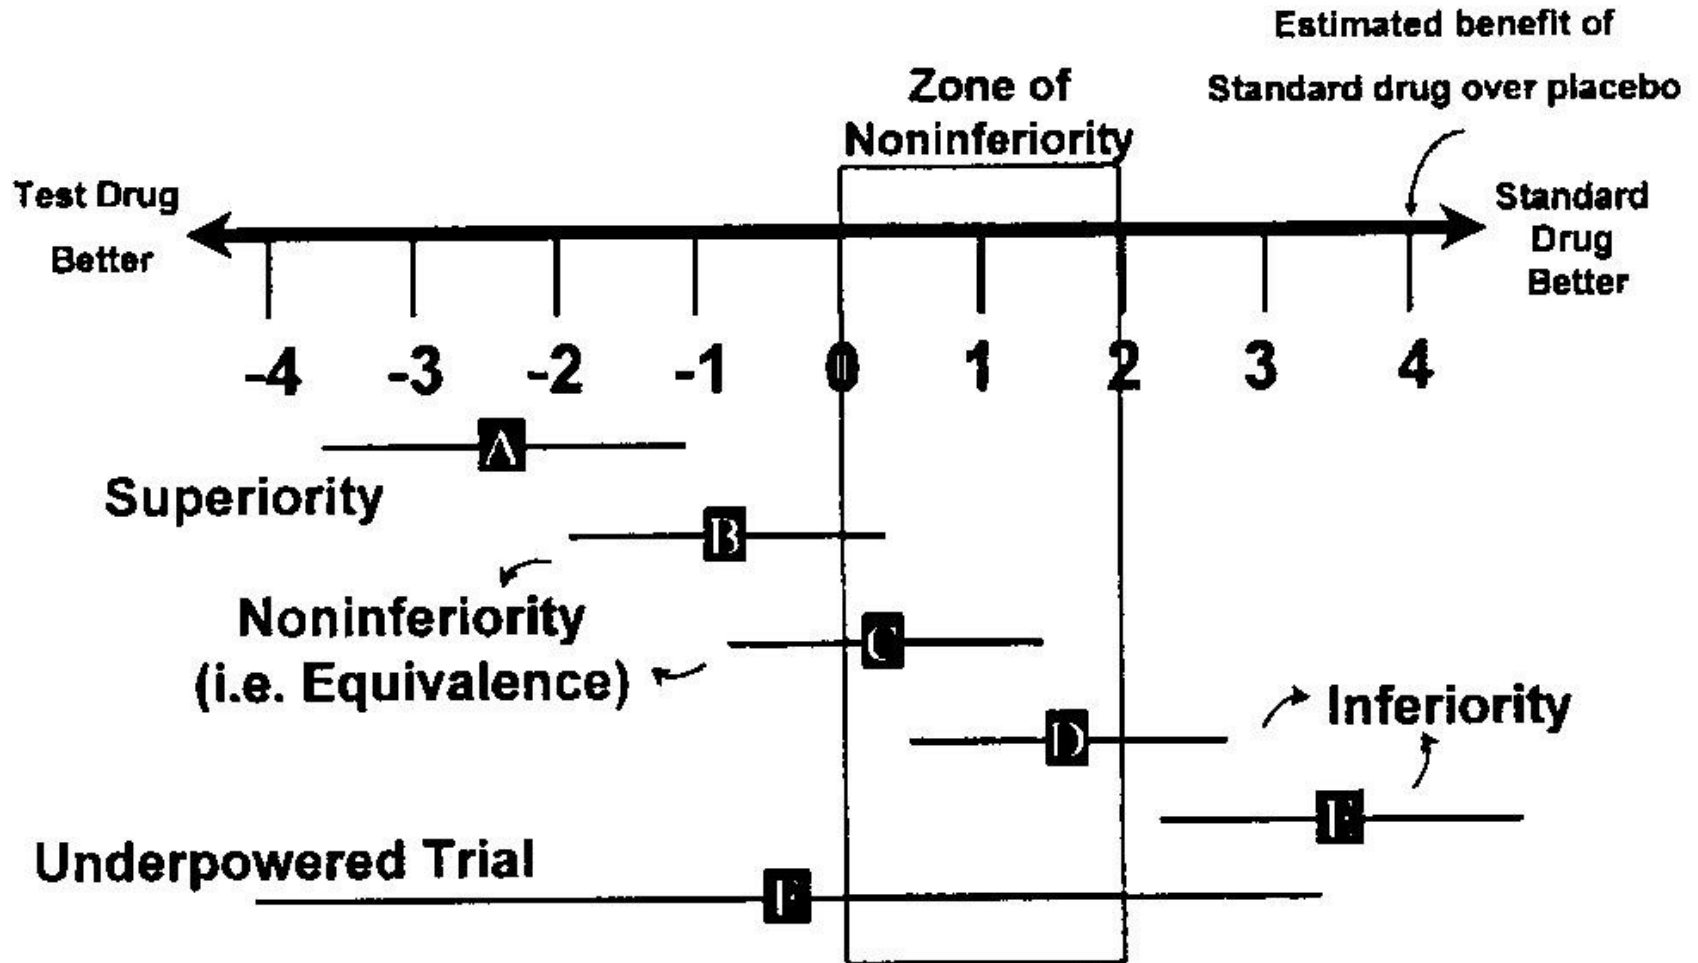 Estimated benefit of
Standard drug over placebo
Zone of
Noninferiority
Test Drug
Better
Standard
Drug
Better
-4 -3 -2 -1 0 1 2 3 4
A
Superiority
B
Noninferiority
(i.e. Equivalence)
C
D
Inferiority
E
Underpowered Trial
F